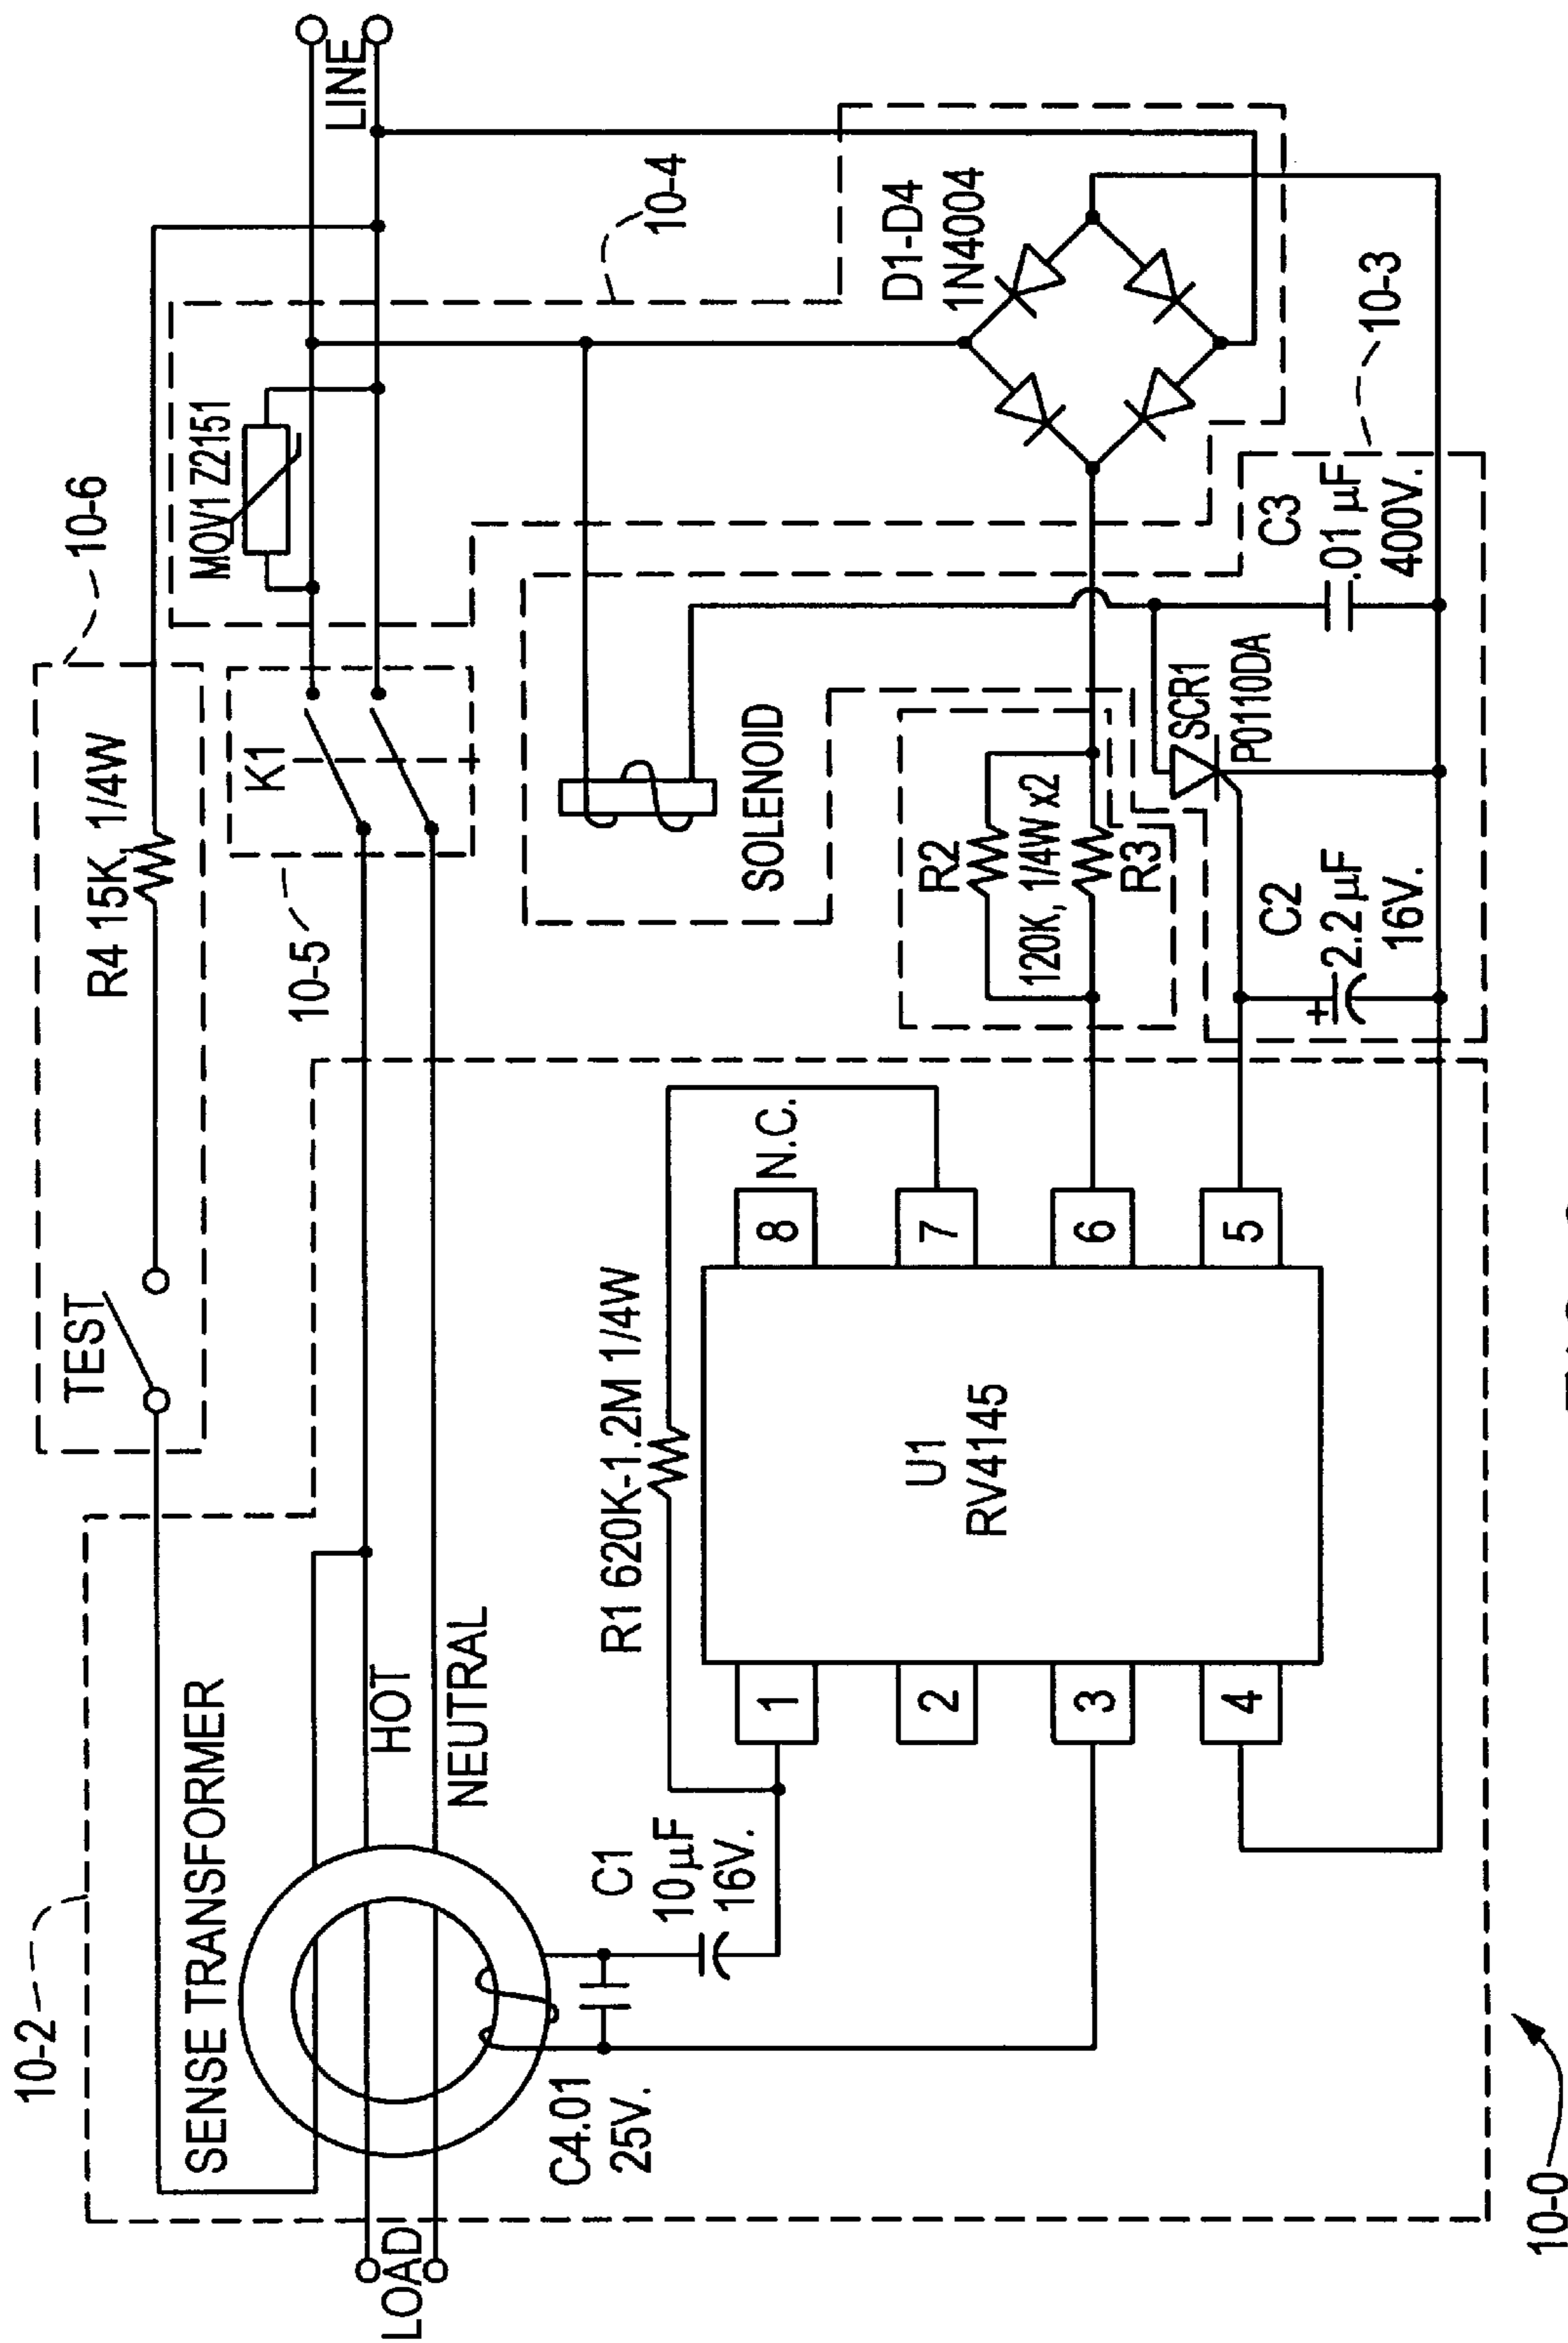 10-2
SENSE TRANSFORMER
LOAD
HOT
NEUTRAL
TEST
R4 15K, 1/4W
10-6
K1
10-5
MOV1 Z2151
LINE
10-4
C4.01
25V.
C1
10 µF
16V.
R1 620K-1.2M 1/4W
U1
RV4145
1
2
3
4
8
7
6
5
N.C.
SOLENOID
R2
120K, 1/4W x2
R3
D1-D4
1N4004
SCR1
P0110DA
C2
+
2.2 µF
16V.
C3
.01 µF
400V.
10-3
10-0